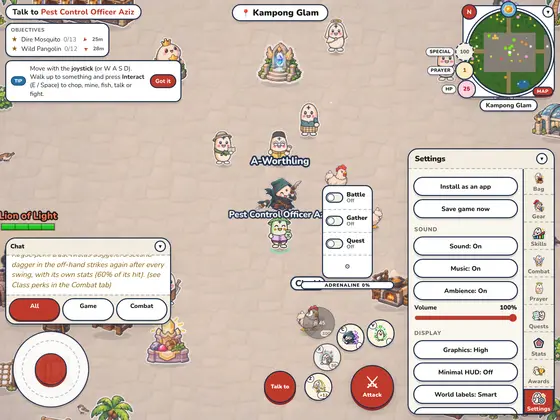 Talk to Pest Control Officer Aziz
OBJECTIVES
Dire Mosquito 0/13 25m
Wild Pangolin 0/12 28m
TIP
Move with the joystick (or W A S D).
Walk up to something and press Interact
(E / Space) to chop, mine, fish, talk or
fight.
Got it
Kampong Glam
N
SPECIAL 100
PRAYER 1
HP 25
MAP
Kampong Glam
A-Worthling
Pest Control Officer Az
Lion of Light
Battle
Off
Gather
Off
Quest
Off
ADRENALINE 0%
Chat
dagger in the off-hand strikes again after every
swing, with its own stats (60% of its hit). (see
Class perks in the Combat tab)
All
Game
Combat
45
Talk to
Attack
Settings
Install as an app
Save game now
SOUND
Sound: On
Music: On
Ambience: On
Volume 100%
DISPLAY
Graphics: High
Minimal HUD: Off
World labels: Smart
Bag
Gear
Skills
Combat
Prayer
Quests
Stats
Awards
Settings